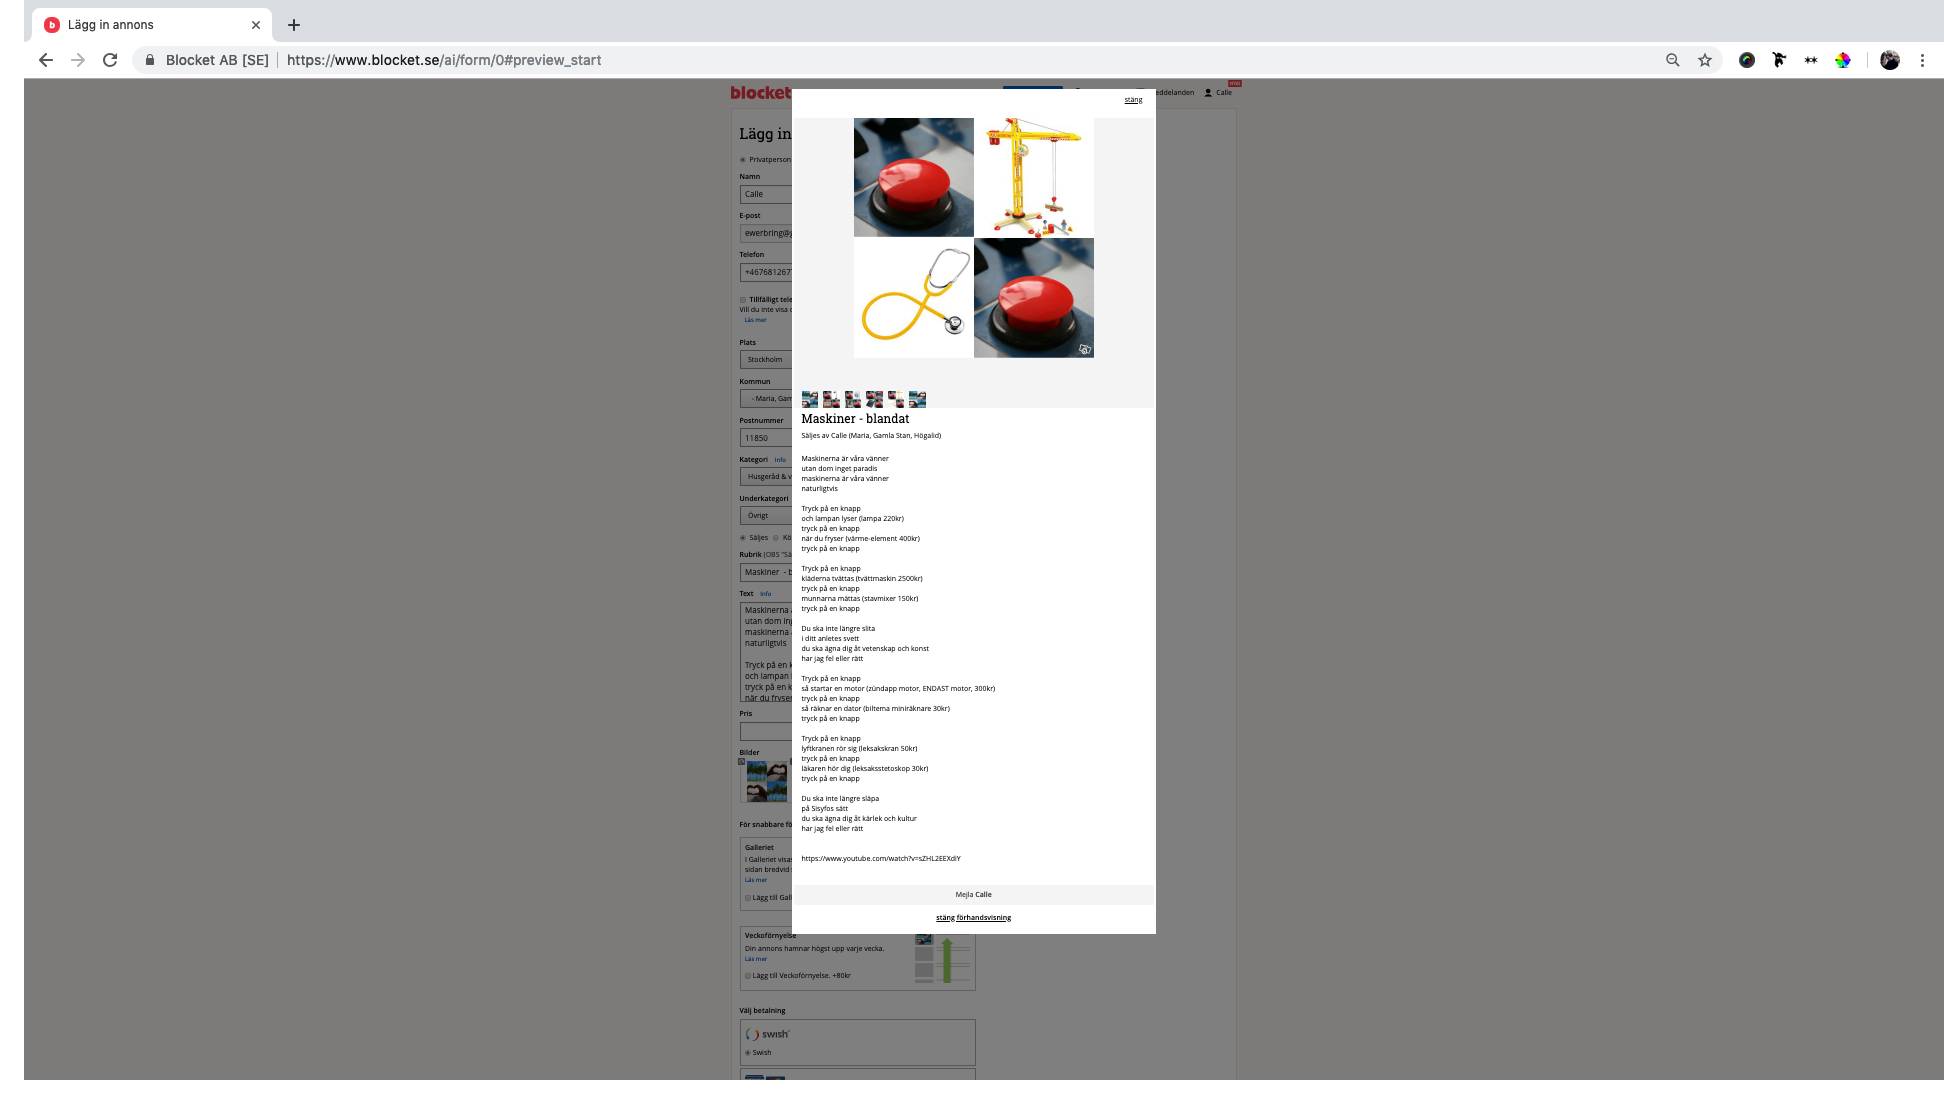 Lägg in annons
Blocket AB [SE]
https://www.blocket.se/ai/form/0#preview_start
blocket
eddelanden
Calle
stäng
Lägg in
Privatperson
Namn
Calle
E-post
ewerbring@g
Telefon
+467681267
Tillfälligt tele
Vill du inte visa d
Läs mer
Plats
Stockholm
Kommun
- Maria, Gam
Postnummer
11850
Kategori Info
Husgeråd & v
Underkategori
Övrigt
Säljes Kö
Rubrik (OBS "Sä
Maskiner - b
Text Info
Maskinerna
utan dom ing
maskinerna
naturligtvis
Tryck på en k
och lampan l
tryck på en k
när du fryser
Pris
Bilder
För snabbare fö
Galleriet
I Galleriet visas
sidan bredvid
Läs mer
Lägg till Gall
Maskiner - blandat
Säljes av Calle (Maria, Gamla Stan, Högalid)
Maskinerna är våra vänner
utan dom inget paradis
maskinerna är våra vänner
naturligtvis
Tryck på en knapp
och lampan lyser (lampa 220kr)
tryck på en knapp
när du fryser (värme-element 400kr)
tryck på en knapp
Tryck på en knapp
kläderna tvättas (tvättmaskin 2500kr)
tryck på en knapp
munnarna mättas (stavmixer 150kr)
tryck på en knapp
Du ska inte längre slita
i ditt anletes svett
du ska ägna dig åt vetenskap och konst
har jag fel eller rätt
Tryck på en knapp
så startar en motor (zündapp motor, ENDAST motor, 300kr)
tryck på en knapp
så räknar en dator (biltema miniräknare 30kr)
tryck på en knapp
Tryck på en knapp
lyftkranen rör sig (leksakskran 50kr)
tryck på en knapp
läkaren hör dig (leksaksstetoskop 30kr)
tryck på en knapp
Du ska inte längre släpa
på Sisyfos sätt
du ska ägna dig åt kärlek och kultur
har jag fel eller rätt
https://www.youtube.com/watch?v=sZHL2EEXdiY
Mejla Calle
stäng förhandsvisning
Veckoförnyelse
Din annons hamnar högst upp varje vecka.
Läs mer
Lägg till Veckoförnyelse. +80kr
Välj betalning
swish
Swish